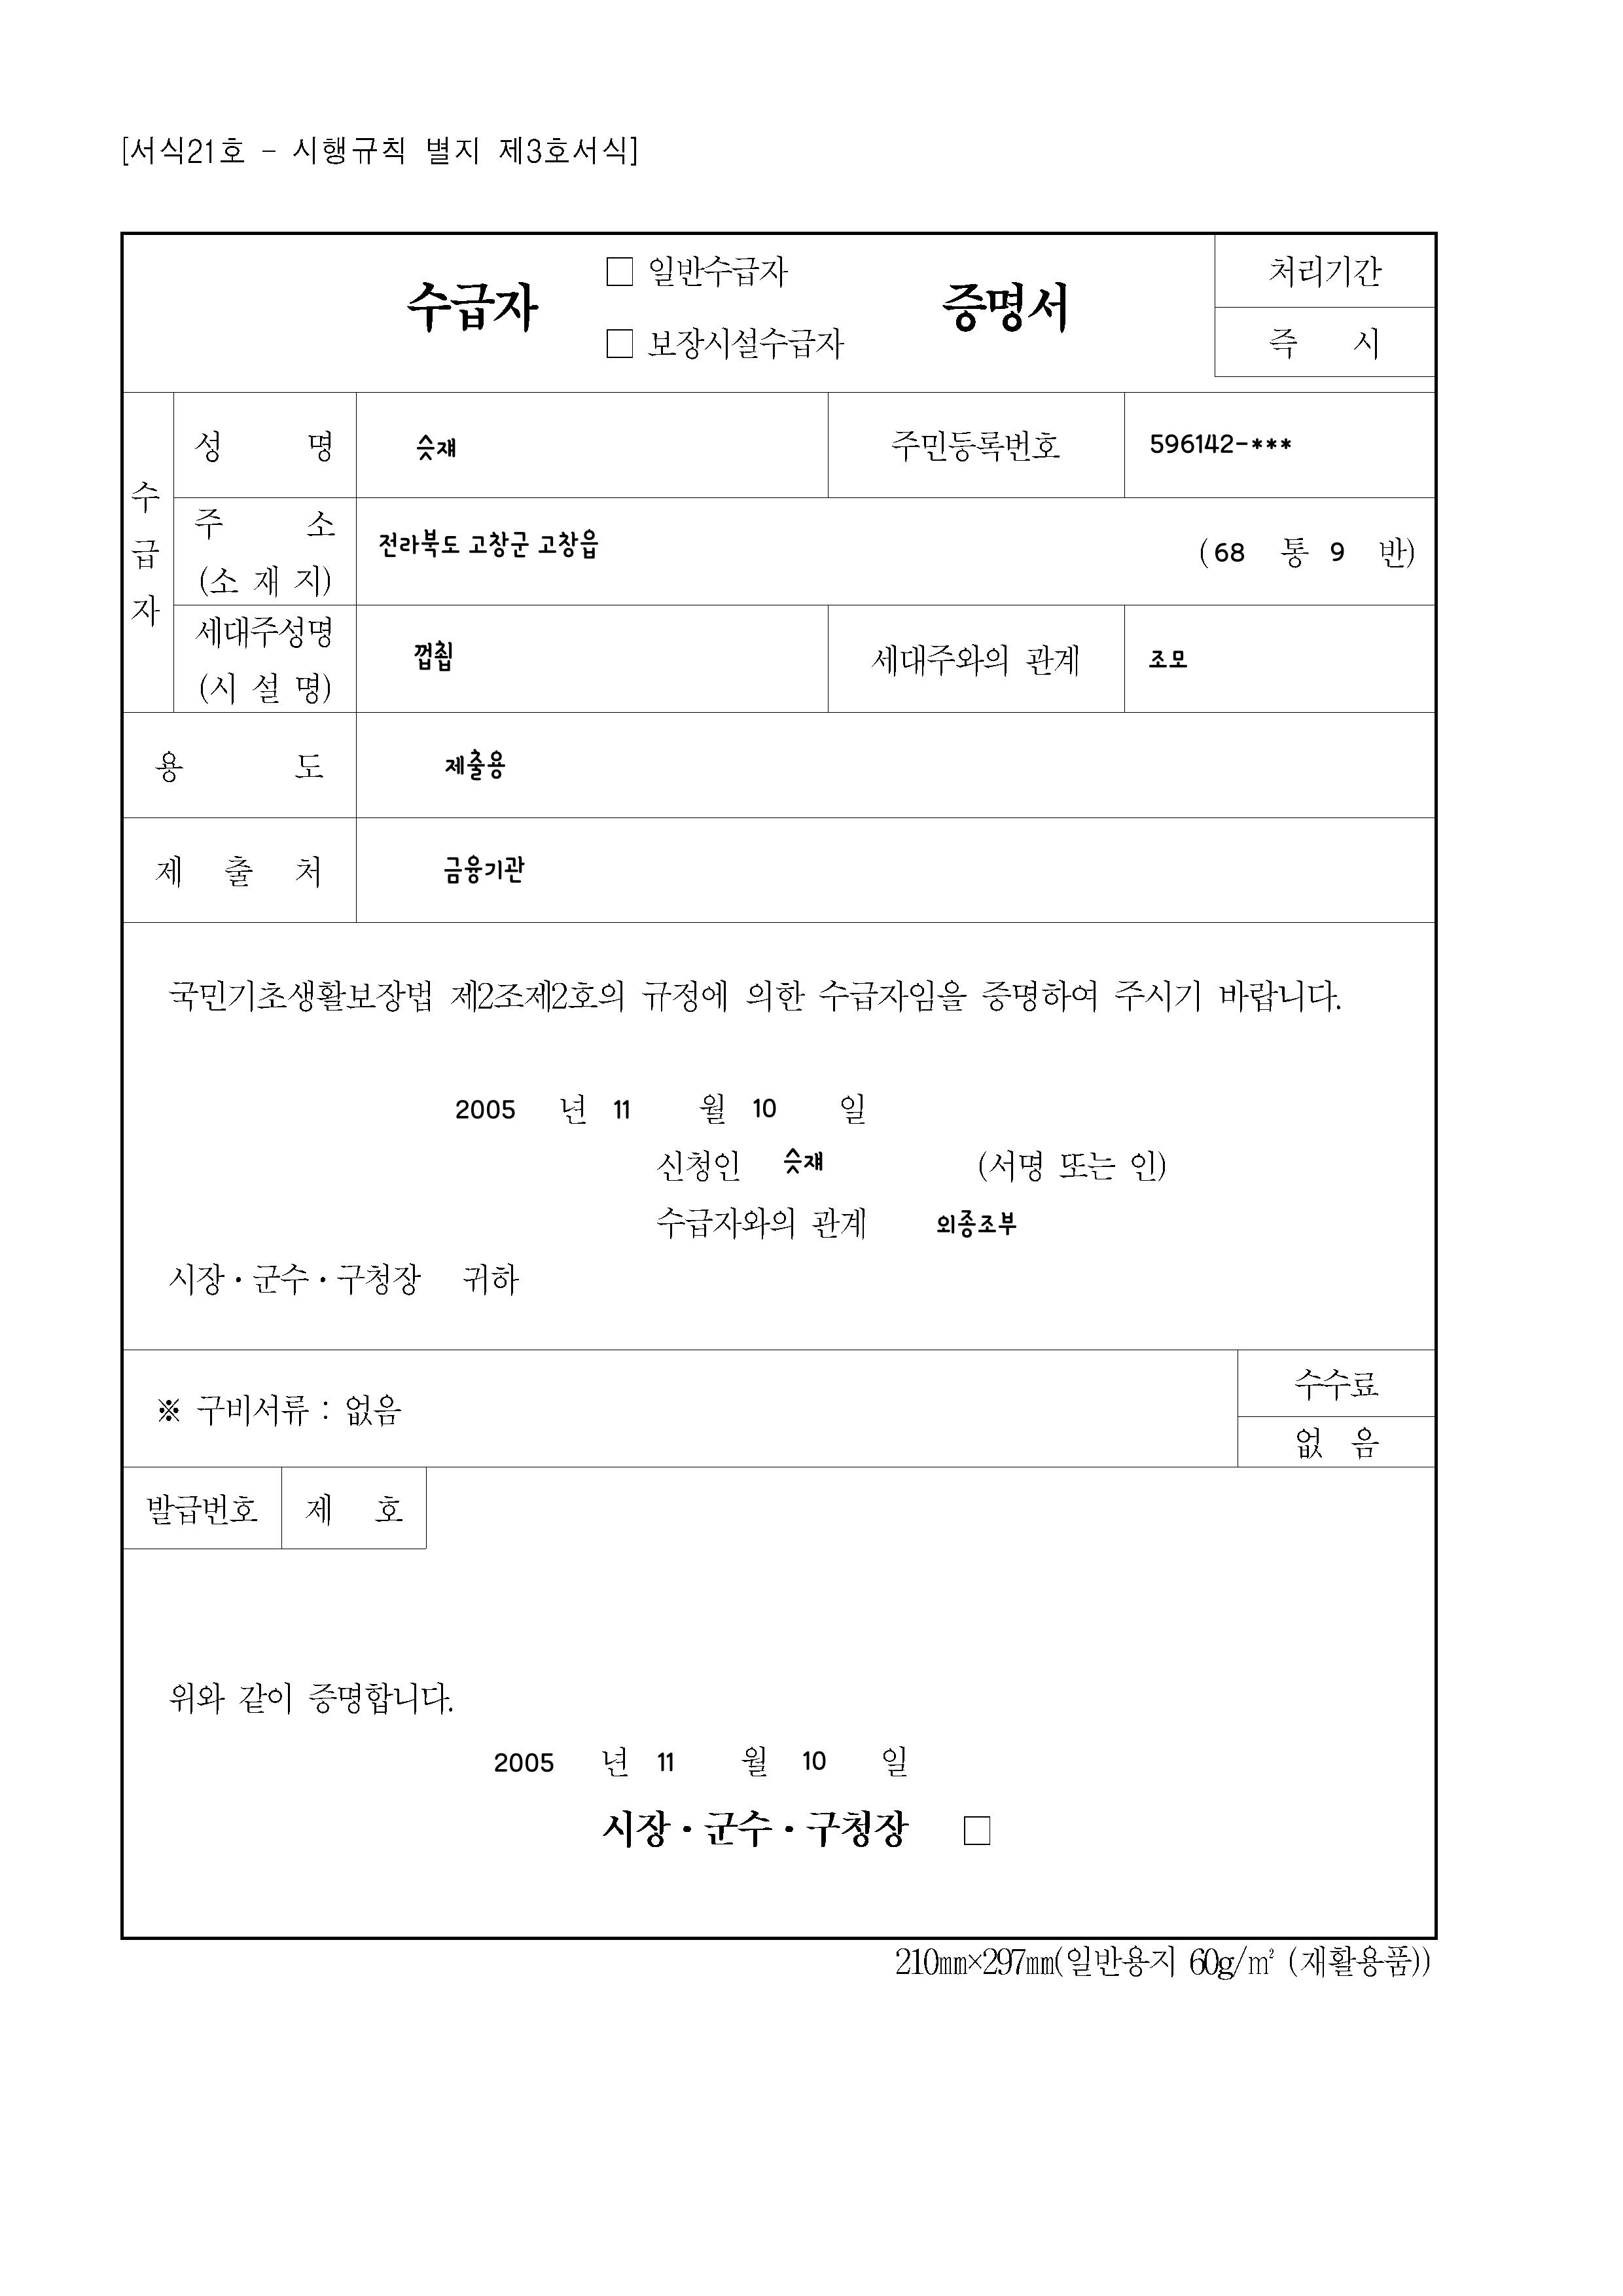 [서식21호 - 시행규칙 별지 제3호서식]
수급자 □ 일반수급자 □ 보장시설수급자 증명서
처리기간
즉 시
수급자
성 명 슷쟤 주민등록번호 596142-***
주 소 (소 재 지) 전라북도 고창군 고창읍 (68 통 9 반)
세대주성명 (시 설 명) 껍췹 세대주와의 관계 조모
용 도 제출용
제 출 처 금융기관
국민기초생활보장법 제2조제2호의 규정에 의한 수급자임을 증명하여 주시기 바랍니다.
2005 년 11 월 10 일
신청인 슷쟤 (서명 또는 인)
수급자와의 관계 외종조부
시장·군수·구청장 귀하
※ 구비서류 : 없음
수수료
없 음
발급번호 제 호
위와 같이 증명합니다.
2005 년 11 월 10 일
시장·군수·구청장 □
210㎜×297㎜(일반용지 60g/㎡ (재활용품))